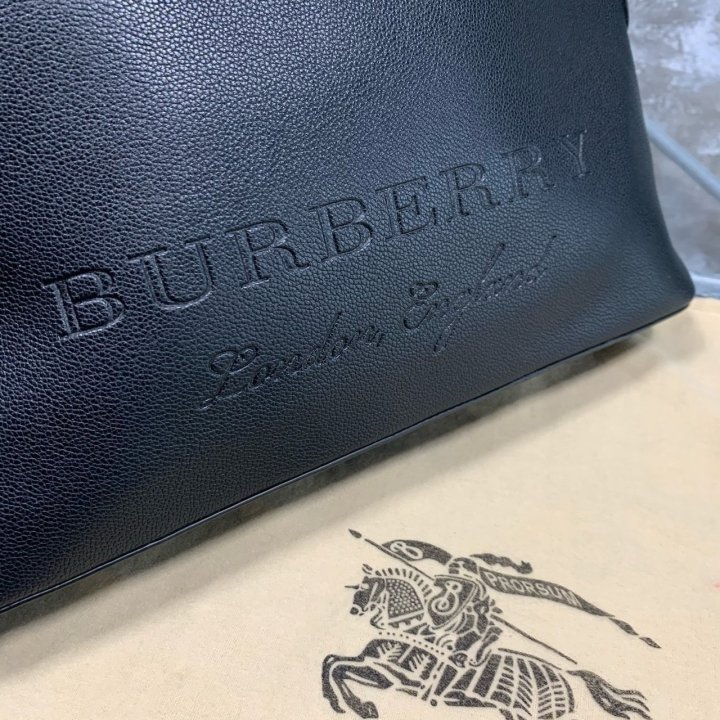 BURBERRY
London, England
B
PRORSUM
B